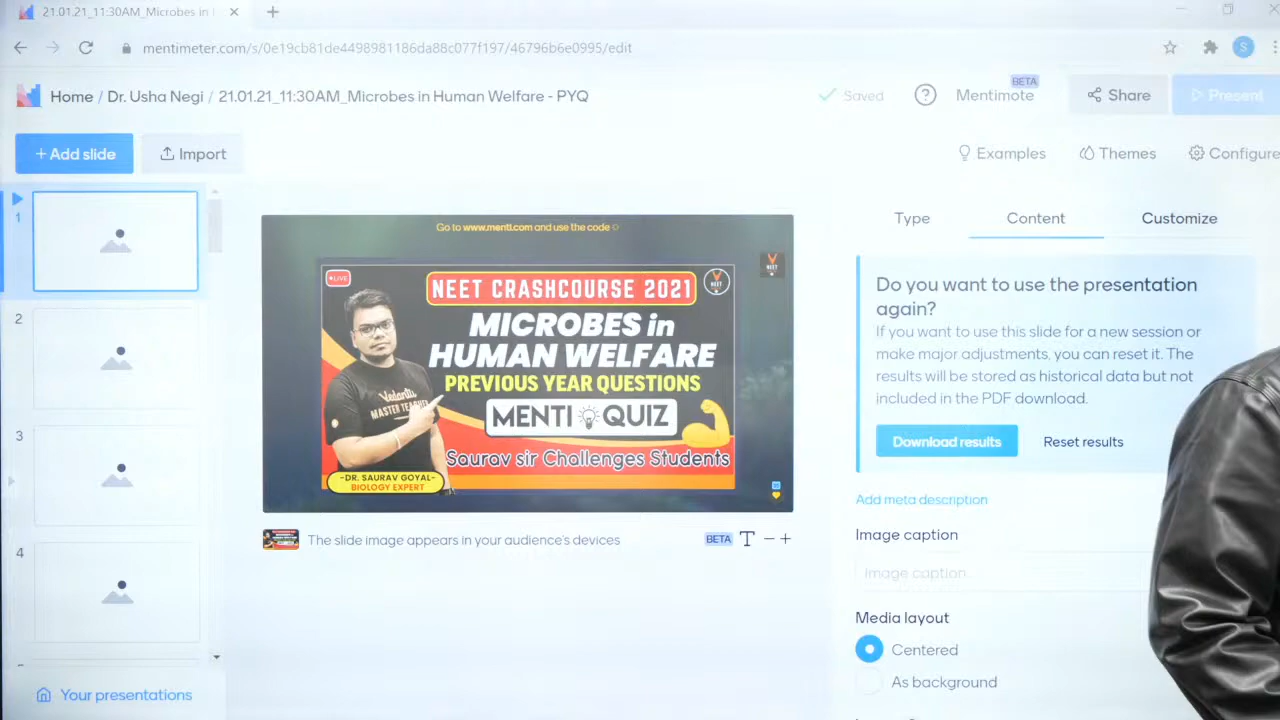 21.01.21_11:30AM_Microbes in
mentimeter.com/s/0e19cb81de4498981186da88c077f197/46796b6e0995/edit
S
Home / Dr. Usha Negi / 21.01.21_11:30AM_Microbes in Human Welfare - PYQ
Saved
?
Mentimote
BETA
Share
Present
+ Add slide
Import
Examples
Themes
Configure
1
2
3
4
Go to www.menti.com and use the code
LIVE
NEET CRASHCOURSE 2021
NEET
NEET
MICROBES in
HUMAN WELFARE
PREVIOUS YEAR QUESTIONS
MENTI QUIZ
Vedantu
MASTER TEACHER
Saurav sir Challenges Students
-DR. SAURAV GOYAL-
BIOLOGY EXPERT
The slide image appears in your audience's devices
BETA T − +
Type
Content
Customize
Do you want to use the presentation
again?
If you want to use this slide for a new session or
make major adjustments, you can reset it. The
results will be stored as historical data but not
included in the PDF download.
Download results
Reset results
Add meta description
Image caption
Image caption...
Media layout
Centered
As background
Your presentations